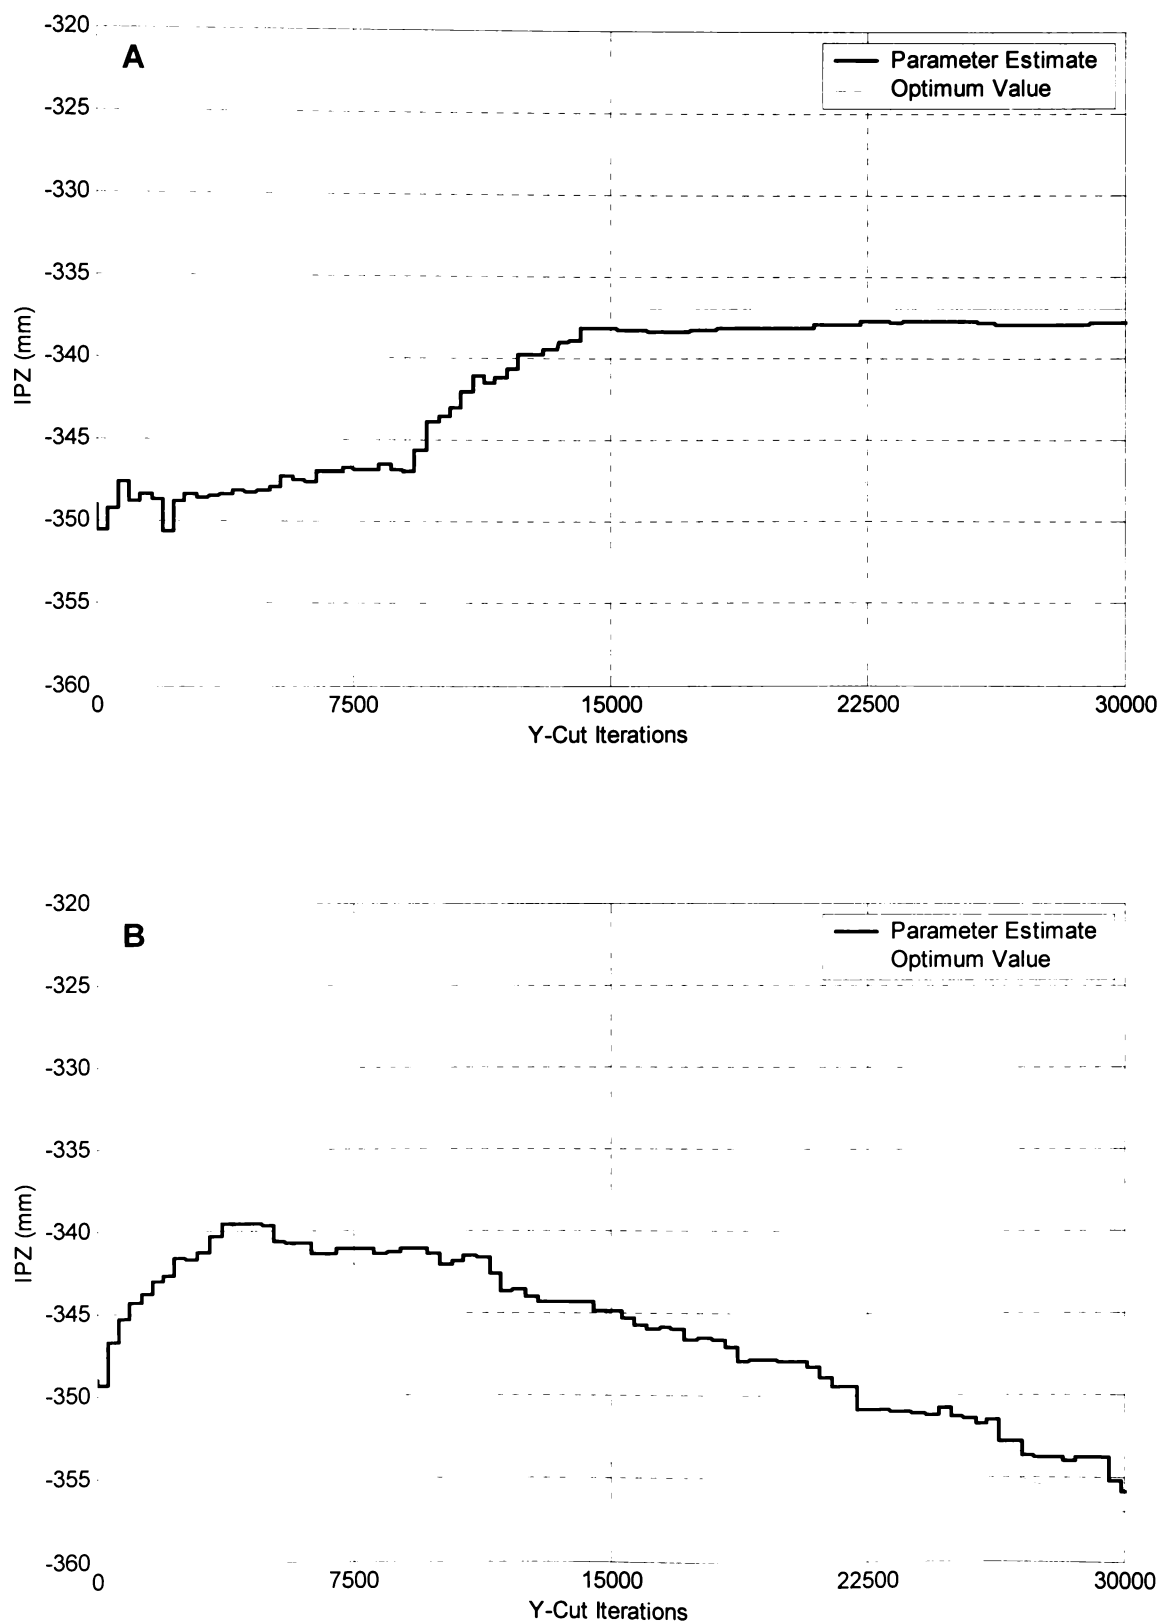 A
Parameter Estimate
Optimum Value
-320
-325
-330
-335
-340
-345
-350
-355
-360
IPZ (mm)
0 7500 15000 22500 30000
Y-Cut Iterations
B
Parameter Estimate
Optimum Value
-320
-325
-330
-335
-340
-345
-350
-355
-360
IPZ (mm)
0 7500 15000 22500 30000
Y-Cut Iterations